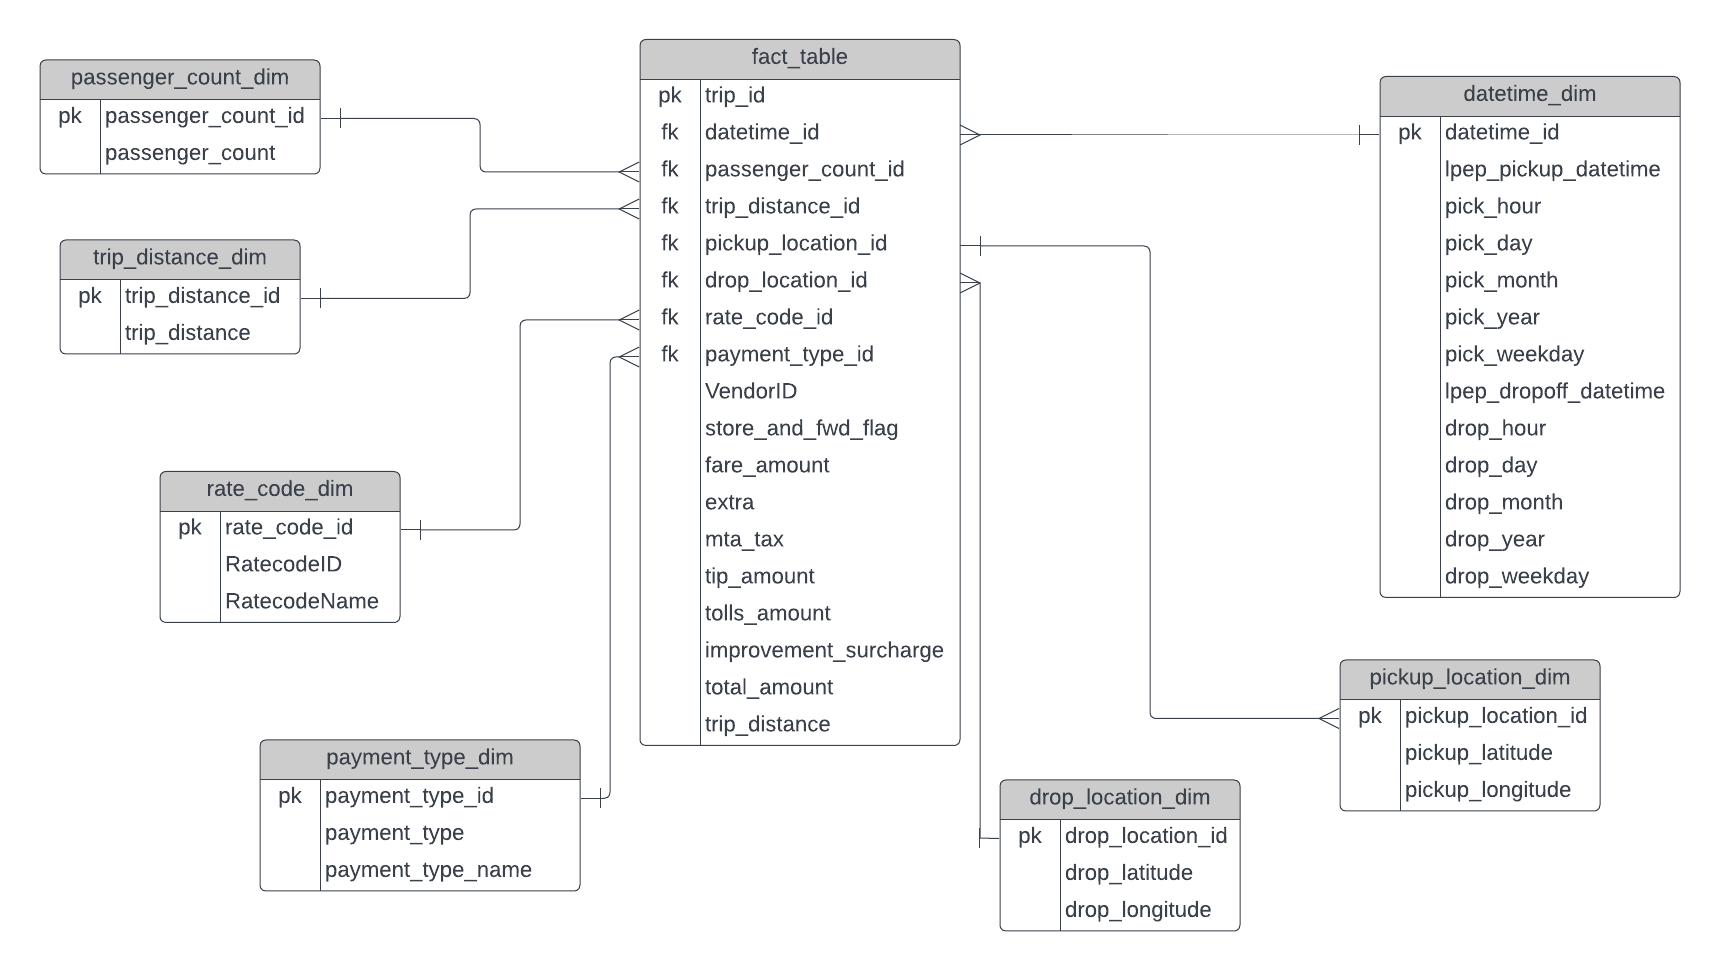 passenger_count_dim
pk passenger_count_id
passenger_count
trip_distance_dim
pk trip_distance_id
trip_distance
rate_code_dim
pk rate_code_id
RatecodeID
RatecodeName
payment_type_dim
pk payment_type_id
payment_type
payment_type_name
fact_table
pk trip_id
fk datetime_id
fk passenger_count_id
fk trip_distance_id
fk pickup_location_id
fk drop_location_id
fk rate_code_id
fk payment_type_id
VendorID
store_and_fwd_flag
fare_amount
extra
mta_tax
tip_amount
tolls_amount
improvement_surcharge
total_amount
trip_distance
datetime_dim
pk datetime_id
lpep_pickup_datetime
pick_hour
pick_day
pick_month
pick_year
pick_weekday
lpep_dropoff_datetime
drop_hour
drop_day
drop_month
drop_year
drop_weekday
pickup_location_dim
pk pickup_location_id
pickup_latitude
pickup_longitude
drop_location_dim
pk drop_location_id
drop_latitude
drop_longitude